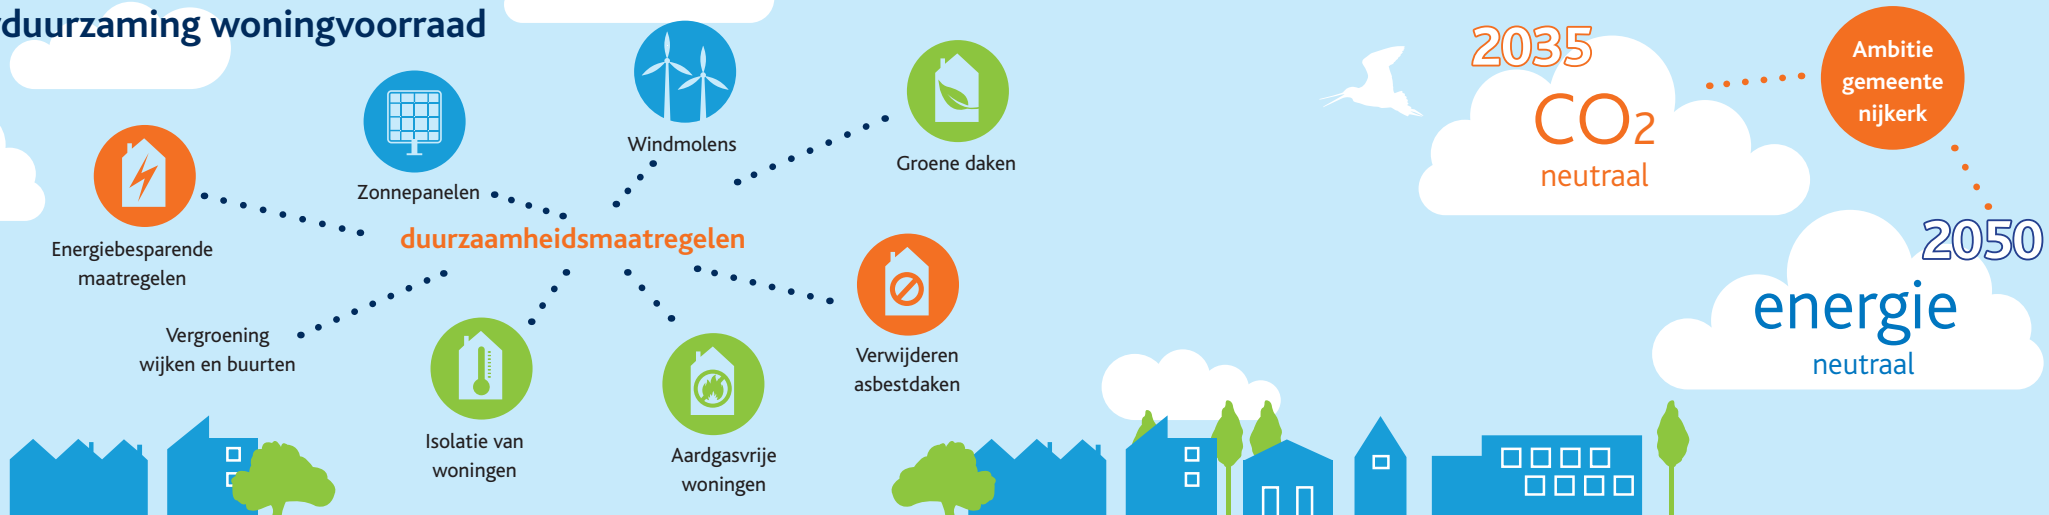 duurzaming woningvoorraad
Windmolens
Groene daken
Zonnepanelen
duurzaamheidsmaatregelen
Energiebesparende
maatregelen
Vergroening
wijken en buurten
Isolatie van
woningen
Aardgasvrije
woningen
Verwijderen
asbestdaken
2035
CO2
neutraal
Ambitie
gemeente
nijkerk
2050
energie
neutraal